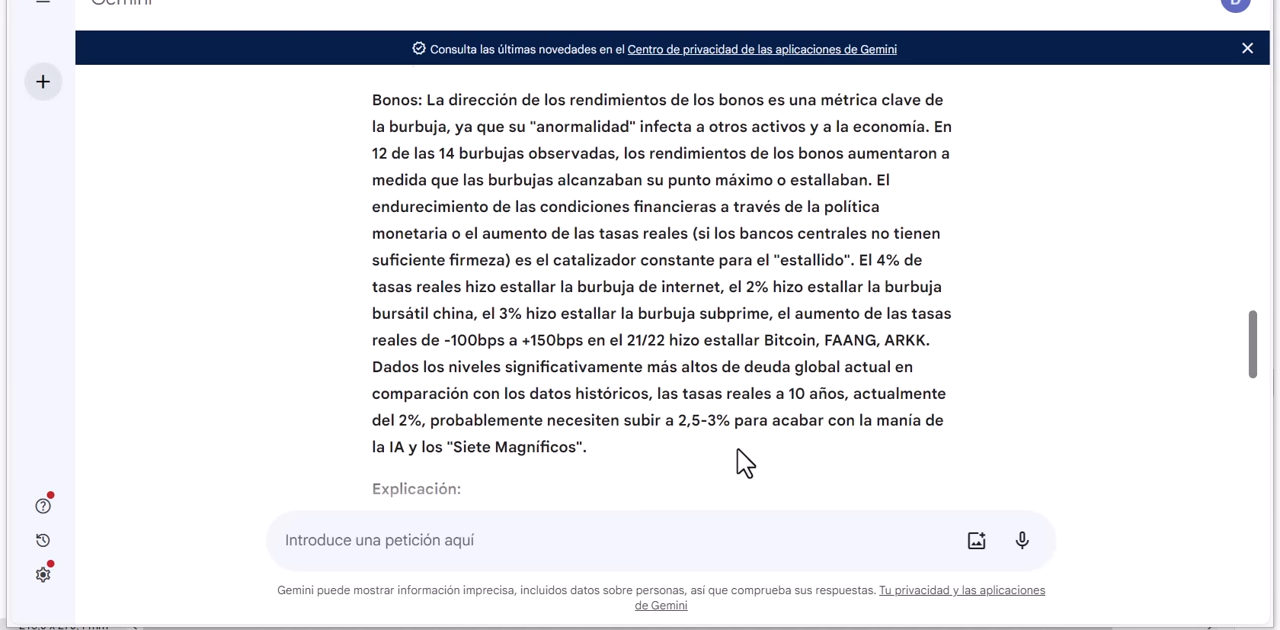 Gemini
D
Consulta las últimas novedades en el Centro de privacidad de las aplicaciones de Gemini
Bonos: La dirección de los rendimientos de los bonos es una métrica clave de
la burbuja, ya que su "anormalidad" infecta a otros activos y a la economía. En
12 de las 14 burbujas observadas, los rendimientos de los bonos aumentaron a
medida que las burbujas alcanzaban su punto máximo o estallaban. El
endurecimiento de las condiciones financieras a través de la política
monetaria o el aumento de las tasas reales (si los bancos centrales no tienen
suficiente firmeza) es el catalizador constante para el "estallido". El 4% de
tasas reales hizo estallar la burbuja de internet, el 2% hizo estallar la burbuja
bursátil china, el 3% hizo estallar la burbuja subprime, el aumento de las tasas
reales de -100bps a +150bps en el 21/22 hizo estallar Bitcoin, FAANG, ARKK.
Dados los niveles significativamente más altos de deuda global actual en
comparación con los datos históricos, las tasas reales a 10 años, actualmente
del 2%, probablemente necesiten subir a 2,5-3% para acabar con la manía de
la IA y los "Siete Magníficos".
Explicación:
Introduce una petición aquí
Gemini puede mostrar información imprecisa, incluidos datos sobre personas, así que comprueba sus respuestas. Tu privacidad y las aplicaciones
de Gemini